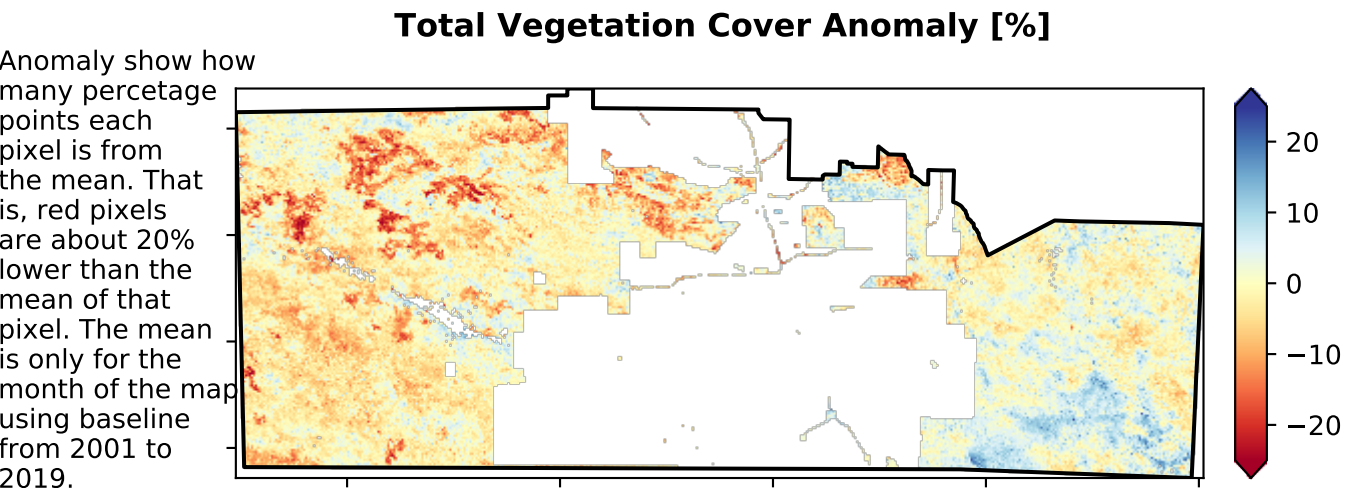 Total Vegetation Cover Anomaly [%]
Anomaly show how
many percetage
points each
pixel is from
the mean. That
is, red pixels
are about 20%
lower than the
mean of that
pixel. The mean
is only for the
month of the map
using baseline
from 2001 to
2019.
20
10
0
−10
−20